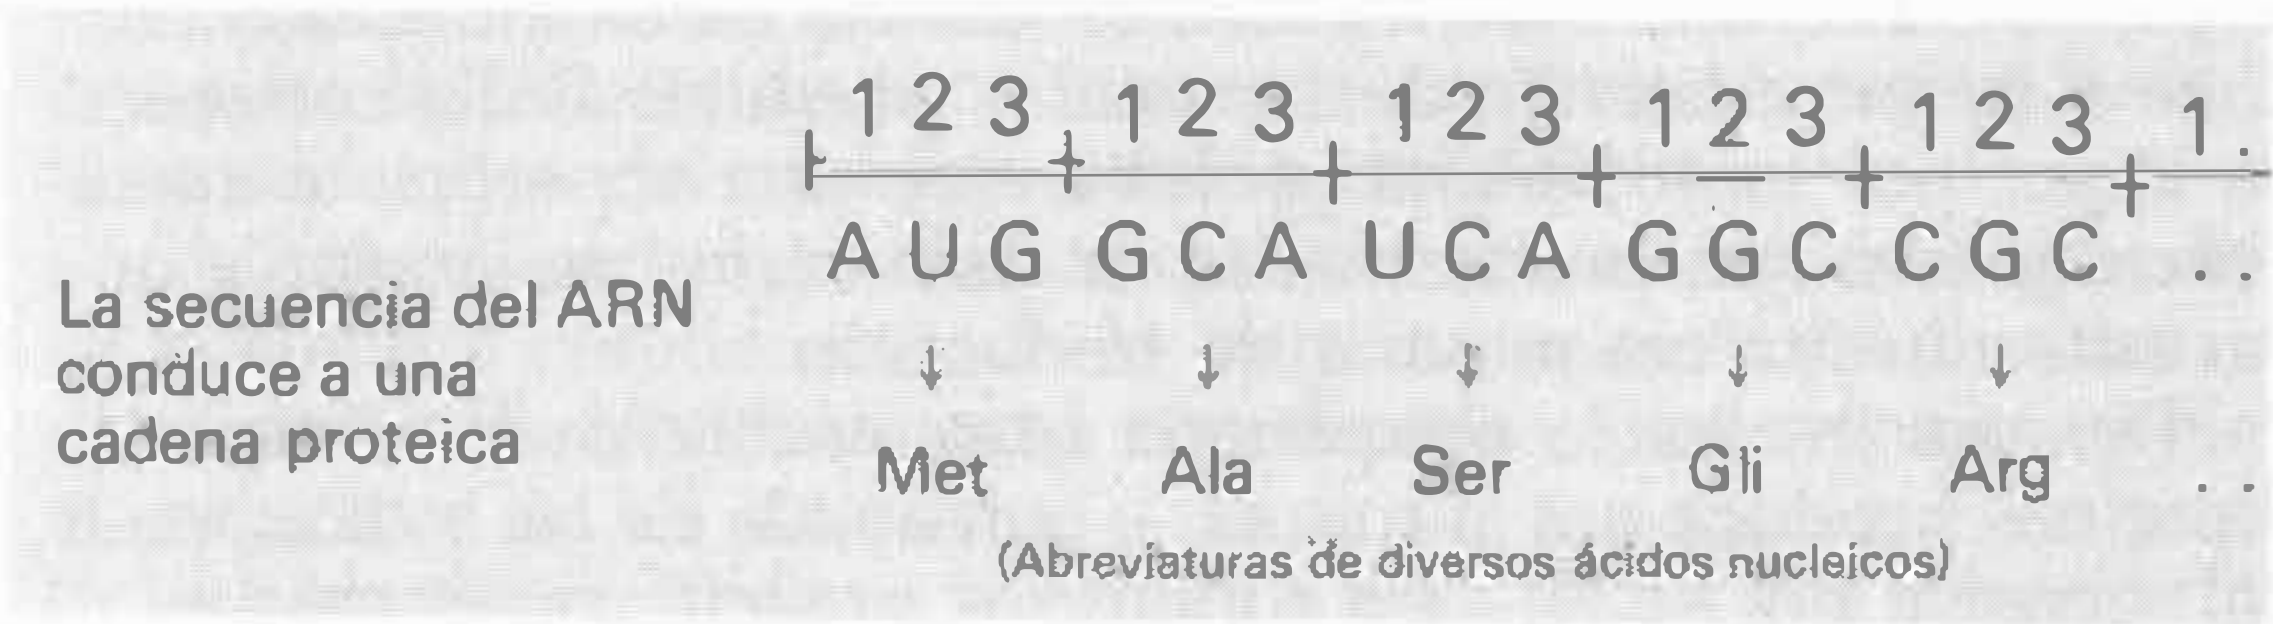 1 2 3 1 2 3 1 2 3 1 2 3 1 2 3 1 .
A U G G C A U C A G G C C G C . .
La secuencia del ARN
conduce a una
cadena proteica
Met Ala Ser Gli Arg . .
(Abreviaturas de diversos ácidos nucleicos)